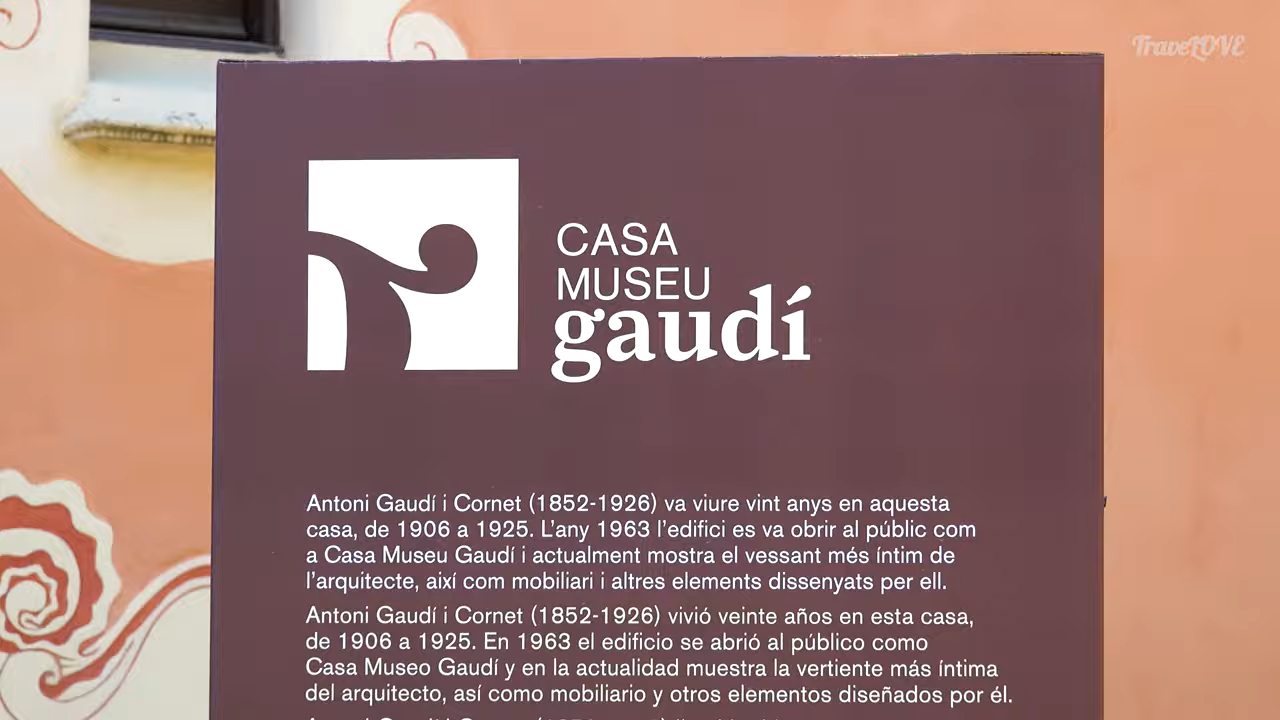 TraveLOVE
CASA
MUSEU
gaudí
Antoni Gaudí i Cornet (1852-1926) va viure vint anys en aquesta
casa, de 1906 a 1925. L'any 1963 l'edifici es va obrir al públic com
a Casa Museu Gaudí i actualment mostra el vessant més íntim de
l'arquitecte, així com mobiliari i altres elements dissenyats per ell.
Antoni Gaudí i Cornet (1852-1926) vivió veinte años en esta casa,
de 1906 a 1925. En 1963 el edificio se abrió al público como
Casa Museo Gaudí y en la actualidad muestra la vertiente más íntima
del arquitecto, así como mobiliario y otros elementos diseñados por él.